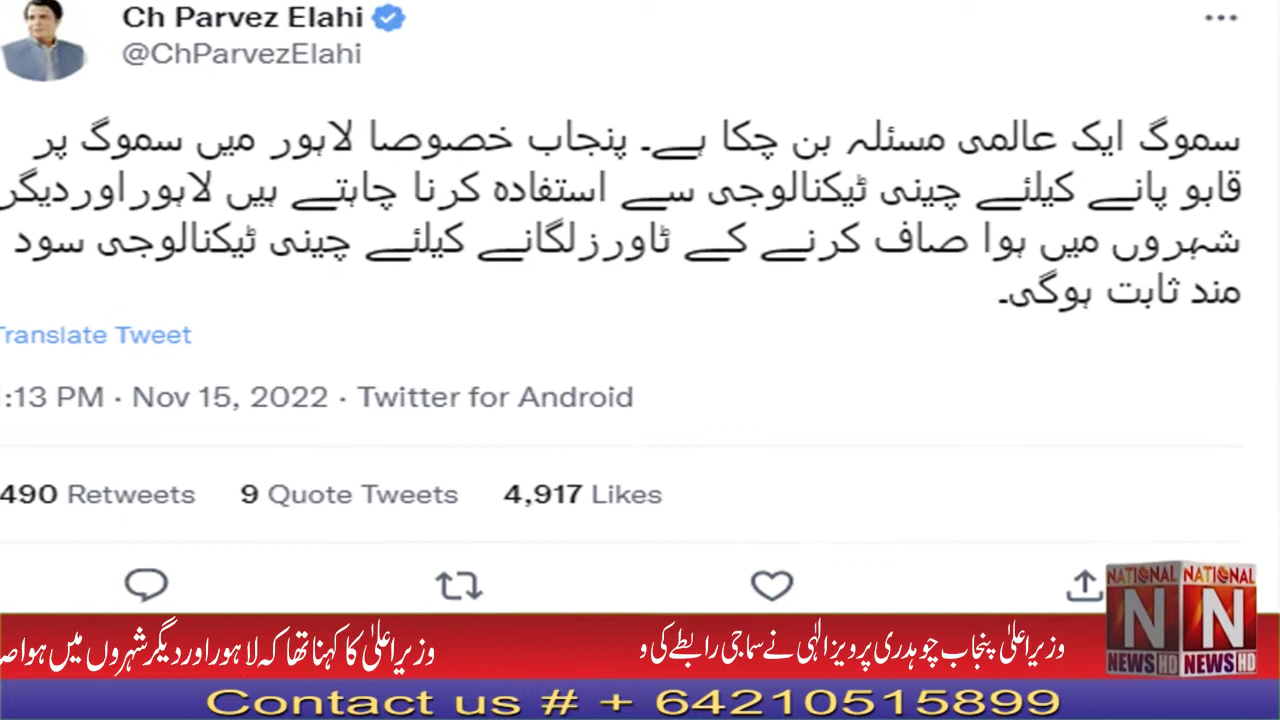 Ch Parvez Elahi
@ChParvezElahi
سموگ ایک عالمی مسئلہ بن چکا ہے۔ پنجاب خصوصا لاہور میں سموگ پر
قابو پانے کیلئے چینی ٹیکنالوجی سے استفادہ کرنا چاہتے ہیں لاہوراوردیگر
شہروں میں ہوا صاف کرنے کے ٹاورزلگانے کیلئے چینی ٹیکنالوجی سود
مند ثابت ہوگی۔
Translate Tweet
:13 PM · Nov 15, 2022 · Twitter for Android
490 Retweets 9 Quote Tweets 4,917 Likes
NATIONAL NATIONAL
N N
NEWS HD NEWS HD
وزیراعلیٰ پنجاب چوہدری پرویزالٰہی نے سماجی رابطے کی و
وزیراعلیٰ کا کہنا تھا کہ لاہوراوردیگرشہروں میں ہواصا
Contact us # + 64210515899